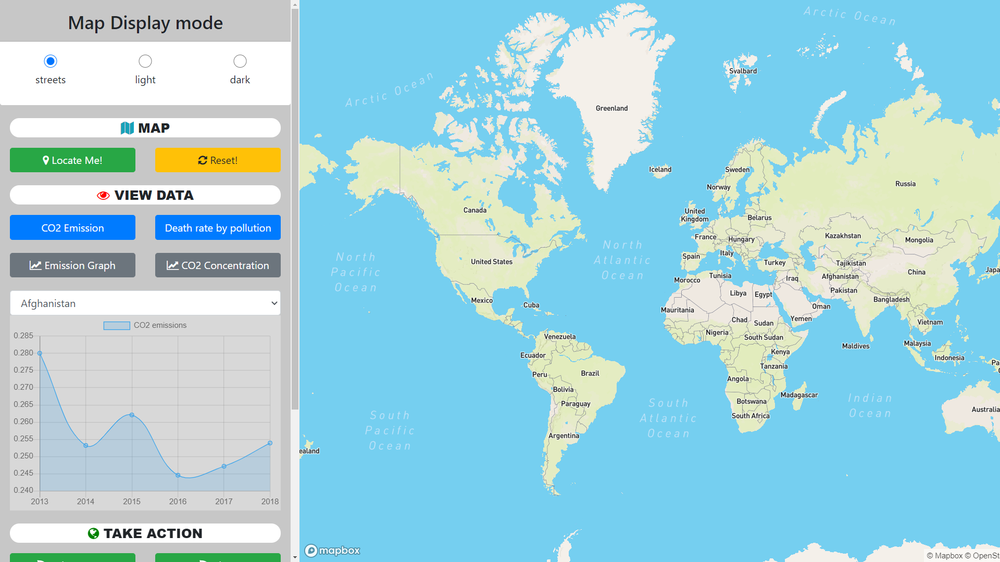 Map Display mode
streets
light
dark
MAP
Locate Me!
Reset!
VIEW DATA
CO2 Emission
Death rate by pollution
Emission Graph
CO2 Concentration
Afghanistan
CO2 emissions
0.285
0.280
0.275
0.270
0.265
0.260
0.255
0.250
0.245
0.240
2013
2014
2015
2016
2017
2018
TAKE ACTION
Arctic Ocean
Arctic Ocean
Svalbard
Greenland
Iceland
Sweden
Norway
Russia
Canada
United
Kingdom
Belarus
France
Hungary
Kazakhstan
Mongolia
North
Atlantic
Ocean
North
Pacific
Ocean
United States
Spain
Italy
Turkey
Tajikistan
China
Japa
Morocco
Tunisia
Iraq
Afghanistan
Pakistan
Libya
Egypt
Bangladesh
Mexico
Cuba
Mauritania
Oman
Chad
Sudan
Yemen
Vietnam
Nigeria
South Sudan
Venezuela
Maldives
Malaysia
Kenya
Ecuador
Indonesia
Tanzania
Pa
Peru
Brazil
Angola
Bolivia
Madagascar
Paraguay
Botswana
South Africa
Indian
Ocean
Australia
South
Pacific
Ocean
South
Atlantic
Ocean
Argentina
ealand
mapbox
© Mapbox © OpenSt